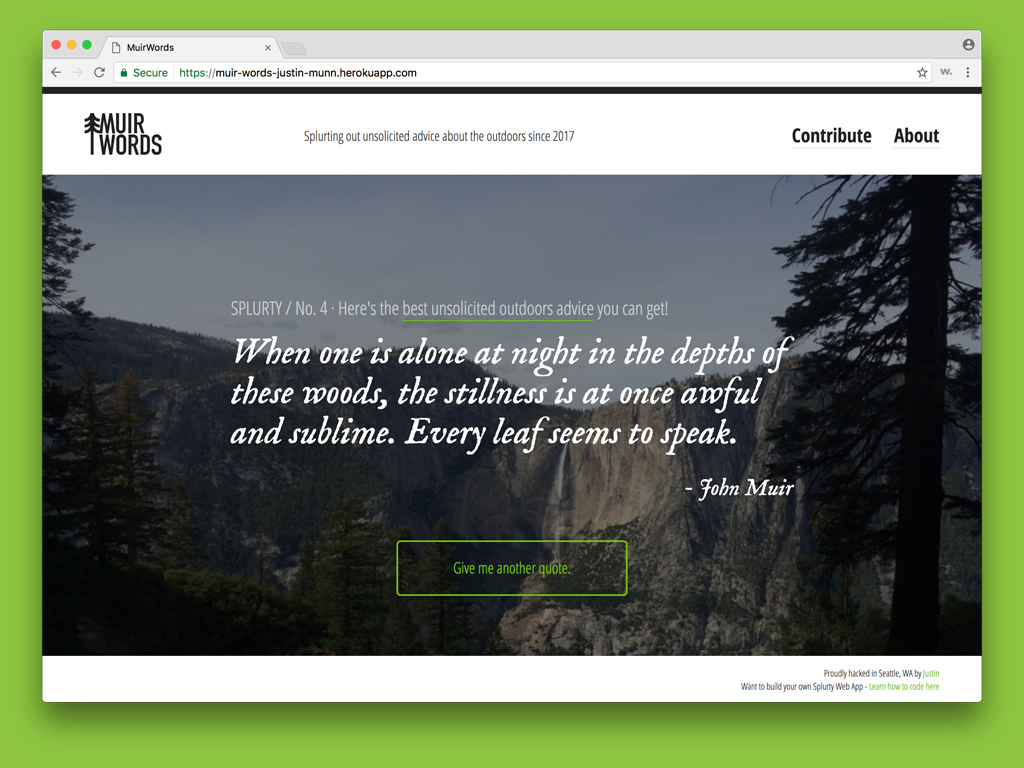 MuirWords
Secure https://muir-words-justin-munn.herokuapp.com
w.
MUIR
WORDS
Splurting out unsolicited advice about the outdoors since 2017
Contribute About
SPLURTY / No. 4 · Here's the best unsolicited outdoors advice you can get!
When one is alone at night in the depths of
these woods, the stillness is at once awful
and sublime. Every leaf seems to speak.
- John Muir
Give me another quote.
Proudly hacked in Seattle, WA by Justin
Want to build your own Splurty Web App - Learn how to code here